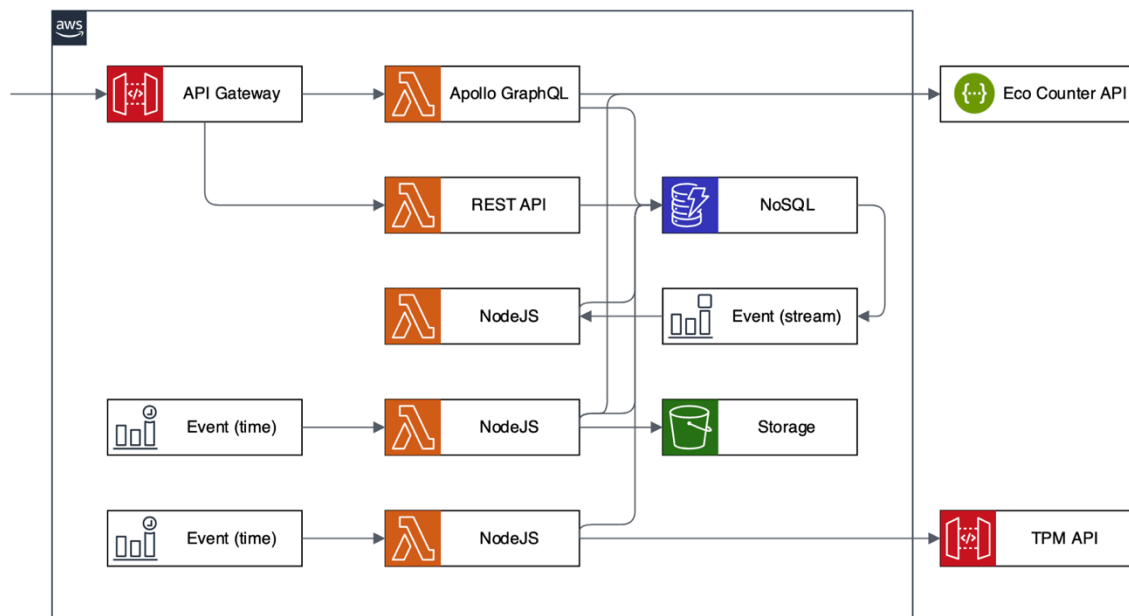 aws
API Gateway
Apollo GraphQL
Eco Counter API
REST API
NoSQL
NodeJS
Event (stream)
Event (time)
NodeJS
Storage
Event (time)
NodeJS
TPM API